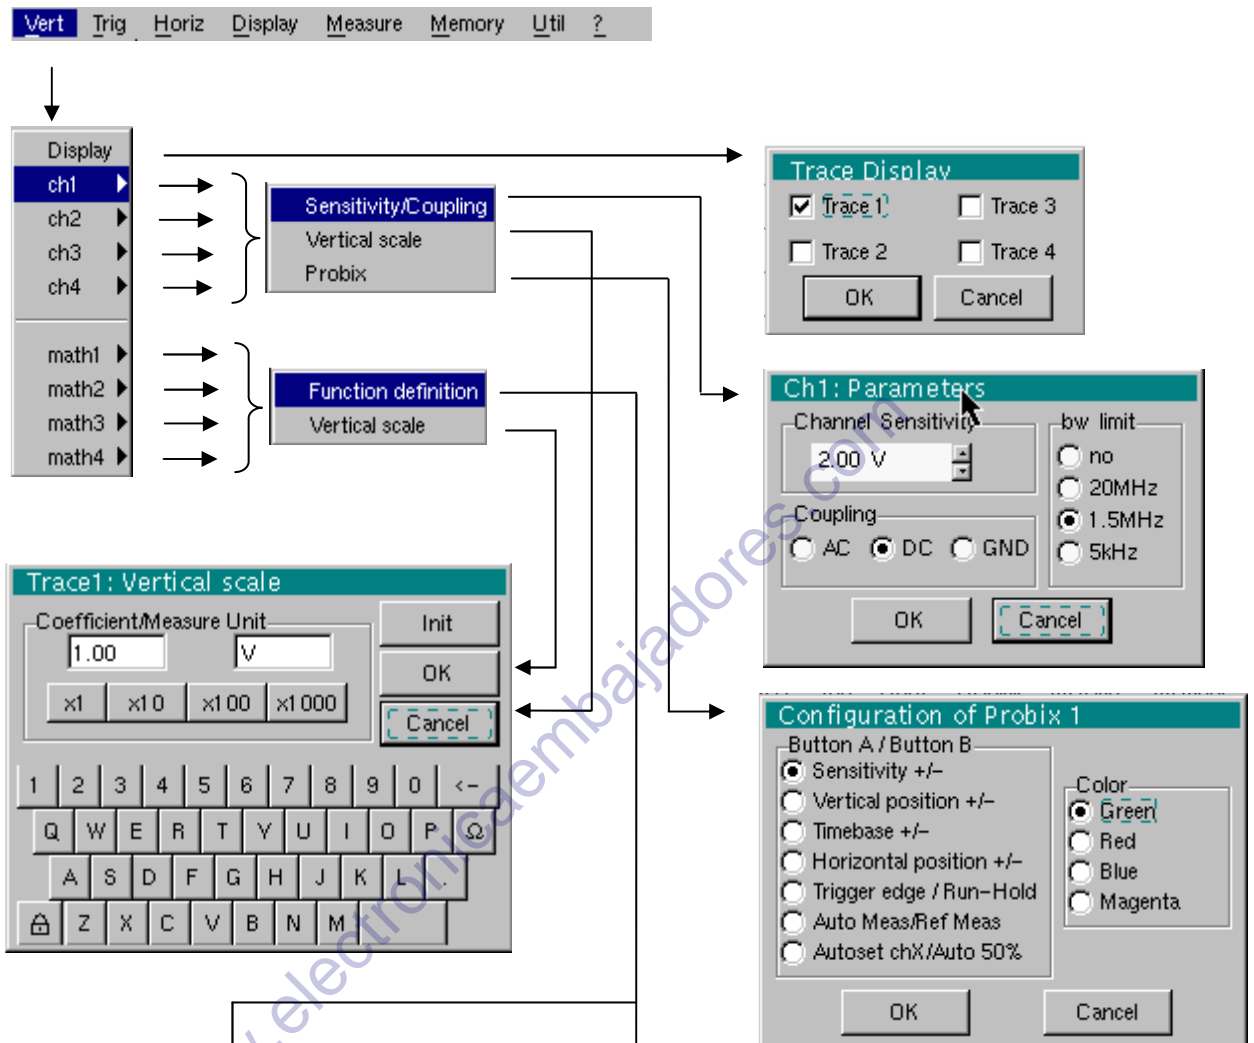 Vert Trig Horiz Display Measure Memory Util ?
Display
ch1
ch2
ch3
ch4
math1
math2
math3
math4
Sensitivity/Coupling
Vertical scale
Probix
Function definition
Vertical scale
Trace Display
Trace 1 Trace 3
Trace 2 Trace 4
OK Cancel
Ch1: Parameters
Channel Sensitivity
2.00 V
bw limit
no
20MHz
1.5MHz
5kHz
Coupling
AC DC GND
OK Cancel
Trace1: Vertical scale
Coefficient/Measure Unit
1.00 V
x1 x10 x100 x1000
Init
OK
Cancel
1 2 3 4 5 6 7 8 9 0 <-
Q W E R T Y U I O P Ω
A S D F G H J K L .
Z X C V B N M
Configuration of Probix 1
Button A / Button B
Sensitivity +/-
Vertical position +/-
Timebase +/-
Horizontal position +/-
Trigger edge / Run-Hold
Auto Meas/Ref Meas
Autoset chX/Auto 50%
Color
Green
Red
Blue
Magenta
OK Cancel
.electronicaembajadores.com